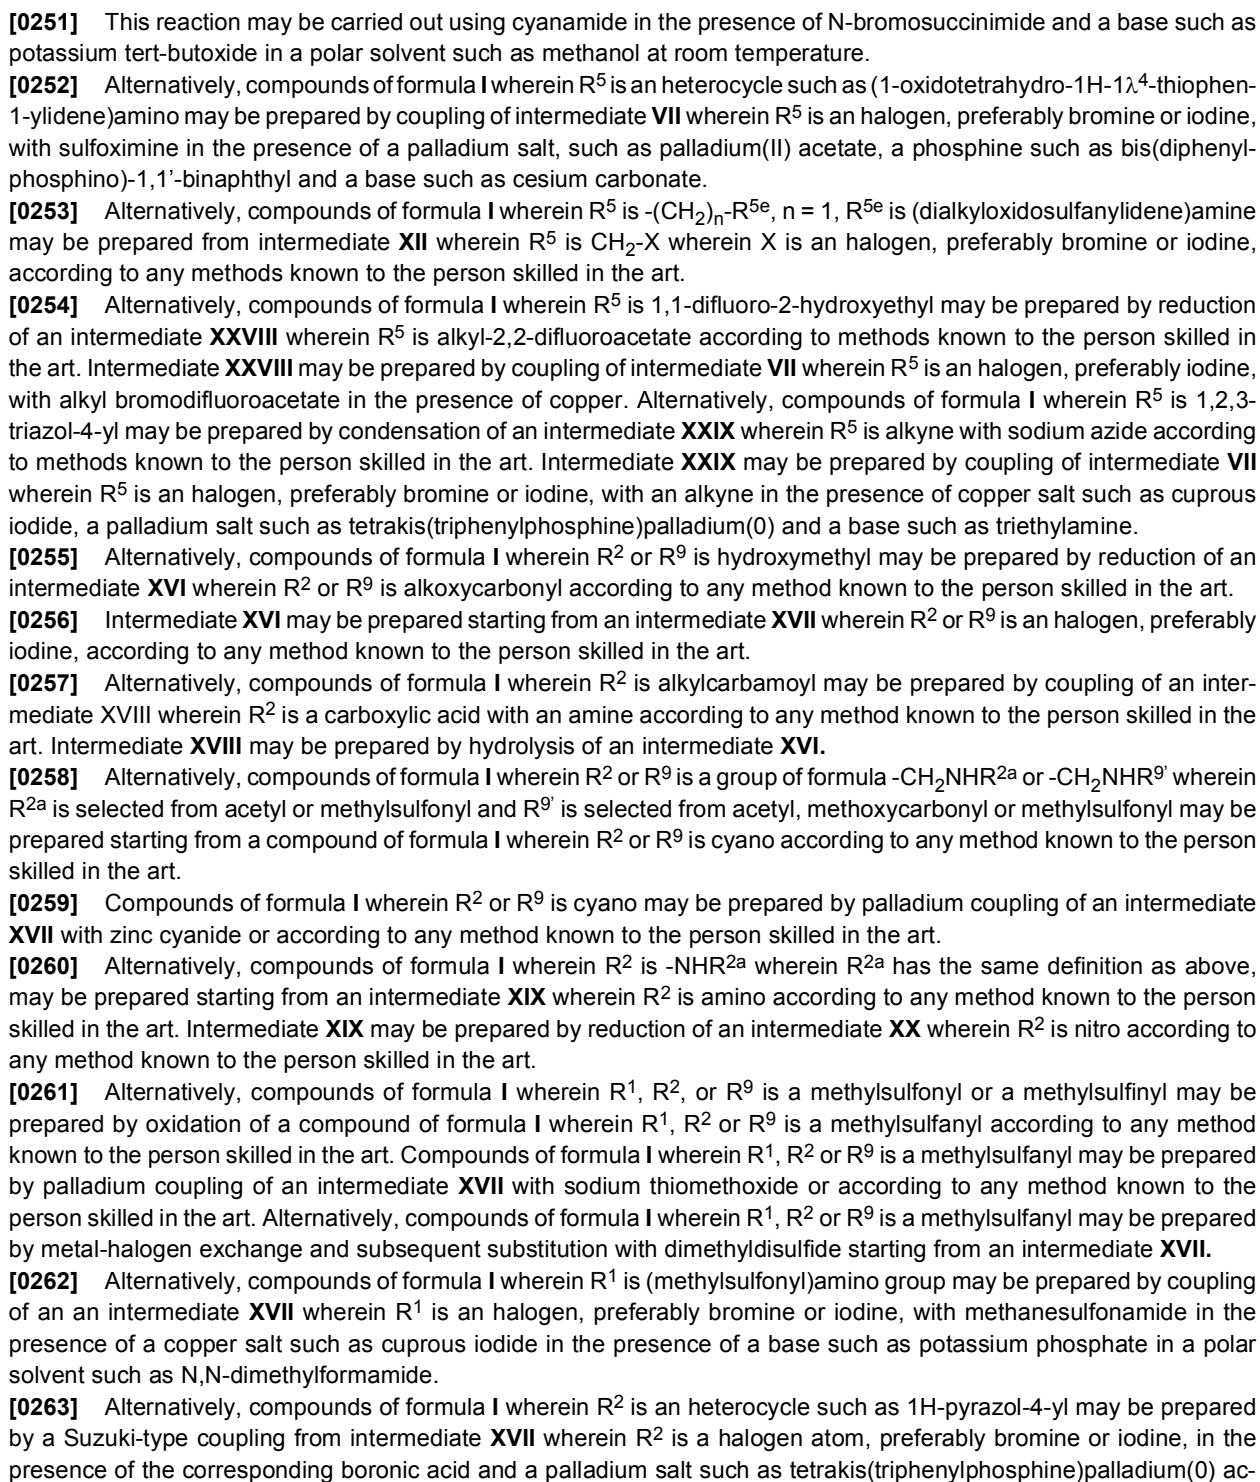 [0251] This reaction may be carried out using cyanamide in the presence of N-bromosuccinimide and a base such as
potassium tert-butoxide in a polar solvent such as methanol at room temperature.
[0252] Alternatively, compounds of formula I wherein R5 is an heterocycle such as (1-oxidotetrahydro-1H-1λ4-thiophen-
1-ylidene)amino may be prepared by coupling of intermediate VII wherein R5 is an halogen, preferably bromine or iodine,
with sulfoximine in the presence of a palladium salt, such as palladium(II) acetate, a phosphine such as bis(diphenyl-
phosphino)-1,1'-binaphthyl and a base such as cesium carbonate.
[0253] Alternatively, compounds of formula I wherein R5 is -(CH2)n-R5e, n = 1, R5e is (dialkyloxidosulfanylidene)amine
may be prepared from intermediate XII wherein R5 is CH2-X wherein X is an halogen, preferably bromine or iodine,
according to any methods known to the person skilled in the art.
[0254] Alternatively, compounds of formula I wherein R5 is 1,1-difluoro-2-hydroxyethyl may be prepared by reduction
of an intermediate XXVIII wherein R5 is alkyl-2,2-difluoroacetate according to methods known to the person skilled in
the art. Intermediate XXVIII may be prepared by coupling of intermediate VII wherein R5 is an halogen, preferably iodine,
with alkyl bromodifluoroacetate in the presence of copper. Alternatively, compounds of formula I wherein R5 is 1,2,3-
triazol-4-yl may be prepared by condensation of an intermediate XXIX wherein R5 is alkyne with sodium azide according
to methods known to the person skilled in the art. Intermediate XXIX may be prepared by coupling of intermediate VII
wherein R5 is an halogen, preferably bromine or iodine, with an alkyne in the presence of copper salt such as cuprous
iodide, a palladium salt such as tetrakis(triphenylphosphine)palladium(0) and a base such as triethylamine.
[0255] Alternatively, compounds of formula I wherein R2 or R9 is hydroxymethyl may be prepared by reduction of an
intermediate XVI wherein R2 or R9 is alkoxycarbonyl according to any method known to the person skilled in the art.
[0256] Intermediate XVI may be prepared starting from an intermediate XVII wherein R2 or R9 is an halogen, preferably
iodine, according to any method known to the person skilled in the art.
[0257] Alternatively, compounds of formula I wherein R2 is alkylcarbamoyl may be prepared by coupling of an inter-
mediate XVIII wherein R2 is a carboxylic acid with an amine according to any method known to the person skilled in the
art. Intermediate XVIII may be prepared by hydrolysis of an intermediate XVI.
[0258] Alternatively, compounds of formula I wherein R2 or R9 is a group of formula -CH2NHR2a or -CH2NHR9' wherein
R2a is selected from acetyl or methylsulfonyl and R9' is selected from acetyl, methoxycarbonyl or methylsulfonyl may be
prepared starting from a compound of formula I wherein R2 or R9 is cyano according to any method known to the person
skilled in the art.
[0259] Compounds of formula I wherein R2 or R9 is cyano may be prepared by palladium coupling of an intermediate
XVII with zinc cyanide or according to any method known to the person skilled in the art.
[0260] Alternatively, compounds of formula I wherein R2 is -NHR2a wherein R2a has the same definition as above,
may be prepared starting from an intermediate XIX wherein R2 is amino according to any method known to the person
skilled in the art. Intermediate XIX may be prepared by reduction of an intermediate XX wherein R2 is nitro according to
any method known to the person skilled in the art.
[0261] Alternatively, compounds of formula I wherein R1, R2, or R9 is a methylsulfonyl or a methylsulfinyl may be
prepared by oxidation of a compound of formula I wherein R1, R2 or R9 is a methylsulfanyl according to any method
known to the person skilled in the art. Compounds of formula I wherein R1, R2 or R9 is a methylsulfanyl may be prepared
by palladium coupling of an intermediate XVII with sodium thiomethoxide or according to any method known to the
person skilled in the art. Alternatively, compounds of formula I wherein R1, R2 or R9 is a methylsulfanyl may be prepared
by metal-halogen exchange and subsequent substitution with dimethyldisulfide starting from an intermediate XVII.
[0262] Alternatively, compounds of formula I wherein R1 is (methylsulfonyl)amino group may be prepared by coupling
of an an intermediate XVII wherein R1 is an halogen, preferably bromine or iodine, with methanesulfonamide in the
presence of a copper salt such as cuprous iodide in the presence of a base such as potassium phosphate in a polar
solvent such as N,N-dimethylformamide.
[0263] Alternatively, compounds of formula I wherein R2 is an heterocycle such as 1H-pyrazol-4-yl may be prepared
by a Suzuki-type coupling from intermediate XVII wherein R2 is a halogen atom, preferably bromine or iodine, in the
presence of the corresponding boronic acid and a palladium salt such as tetrakis(triphenylphosphine)palladium(0) ac-